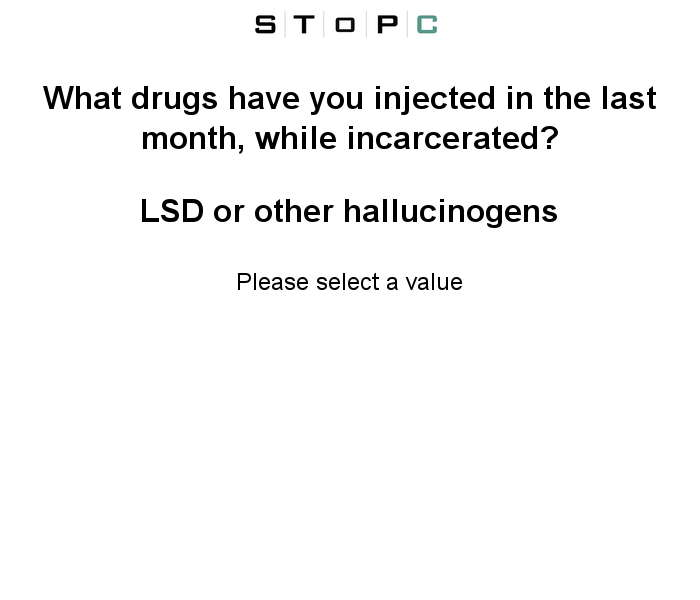 S T O P C
What drugs have you injected in the last
month, while incarcerated?
LSD or other hallucinogens
Please select a value